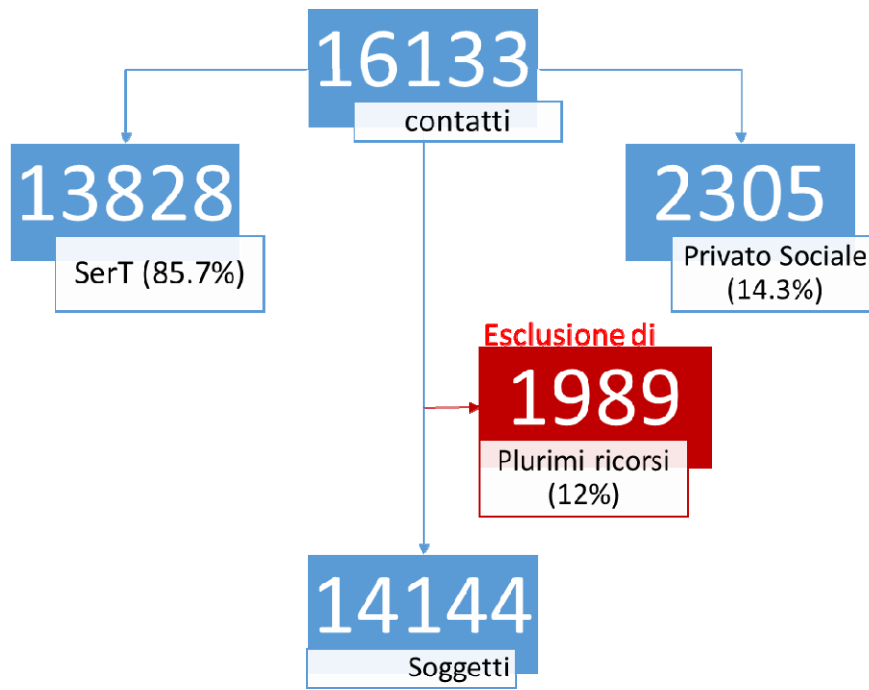 16133
contatti
13828
SerT (85.7%)
2305
Privato Sociale
(14.3%)
Esclusione di
1989
Plurimi ricorsi
(12%)
14144
Soggetti